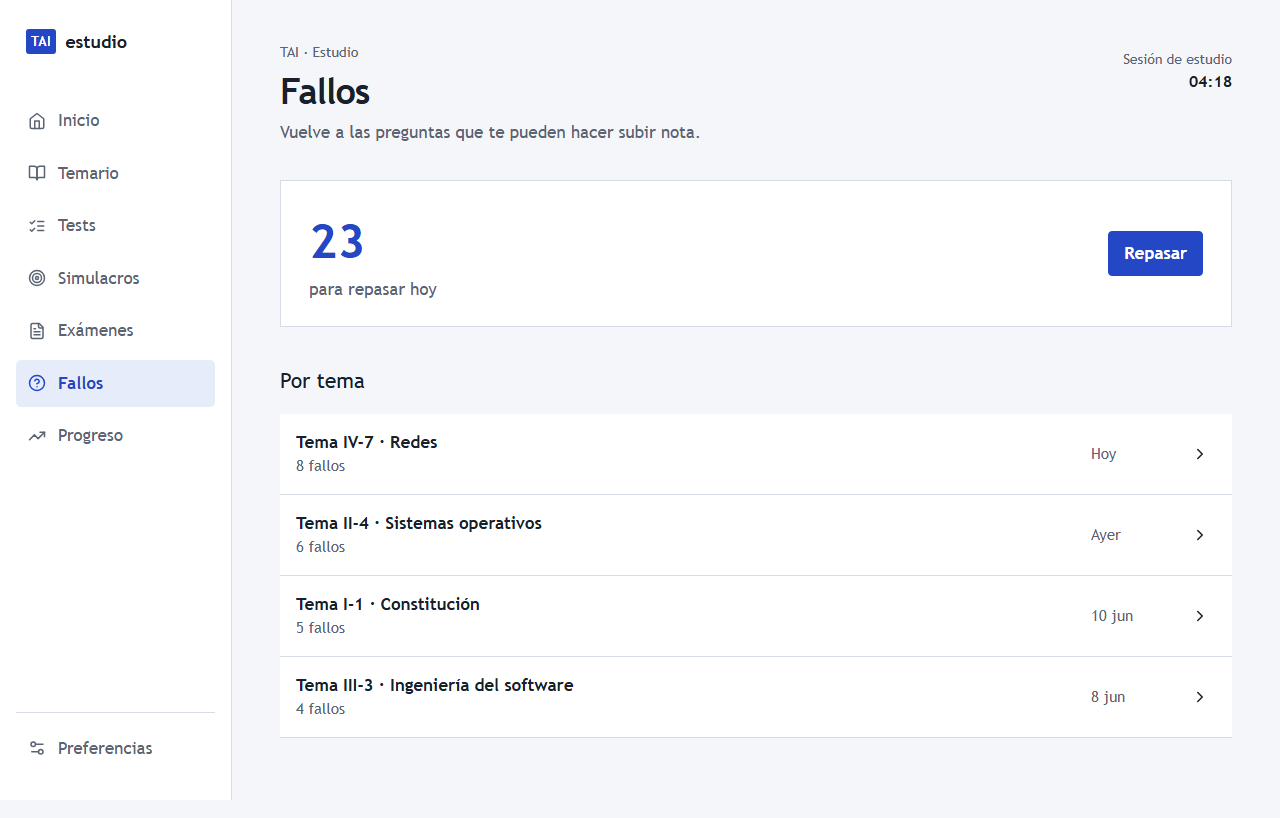 TAI estudio
Inicio
Temario
Tests
Simulacros
Exámenes
Fallos
Progreso
Preferencias
TAI · Estudio
Fallos
Vuelve a las preguntas que te pueden hacer subir nota.
Sesión de estudio
04:18
23
para repasar hoy
Repasar
Por tema
Tema IV-7 · Redes
8 fallos
Hoy
Tema II-4 · Sistemas operativos
6 fallos
Ayer
Tema I-1 · Constitución
5 fallos
10 jun
Tema III-3 · Ingeniería del software
4 fallos
8 jun